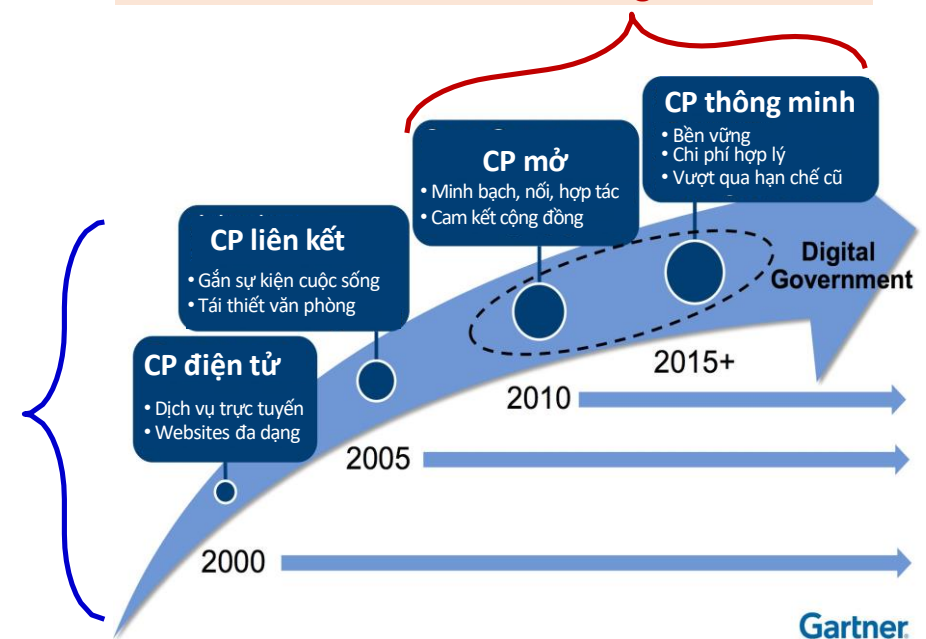 CP thông minh
• Bền vững
• Chi phí hợp lý
• Vượt qua hạn chế cũ
CP mở
• Minh bạch, nối, hợp tác
• Cam kết cộng đồng
CP liên kết
• Gắn sự kiện cuộc sống
• Tái thiết văn phòng
Digital
Government
CP điện tử
• Dịch vụ trực tuyến
• Websites đa dạng
2015+
2010
2005
2000
Gartner